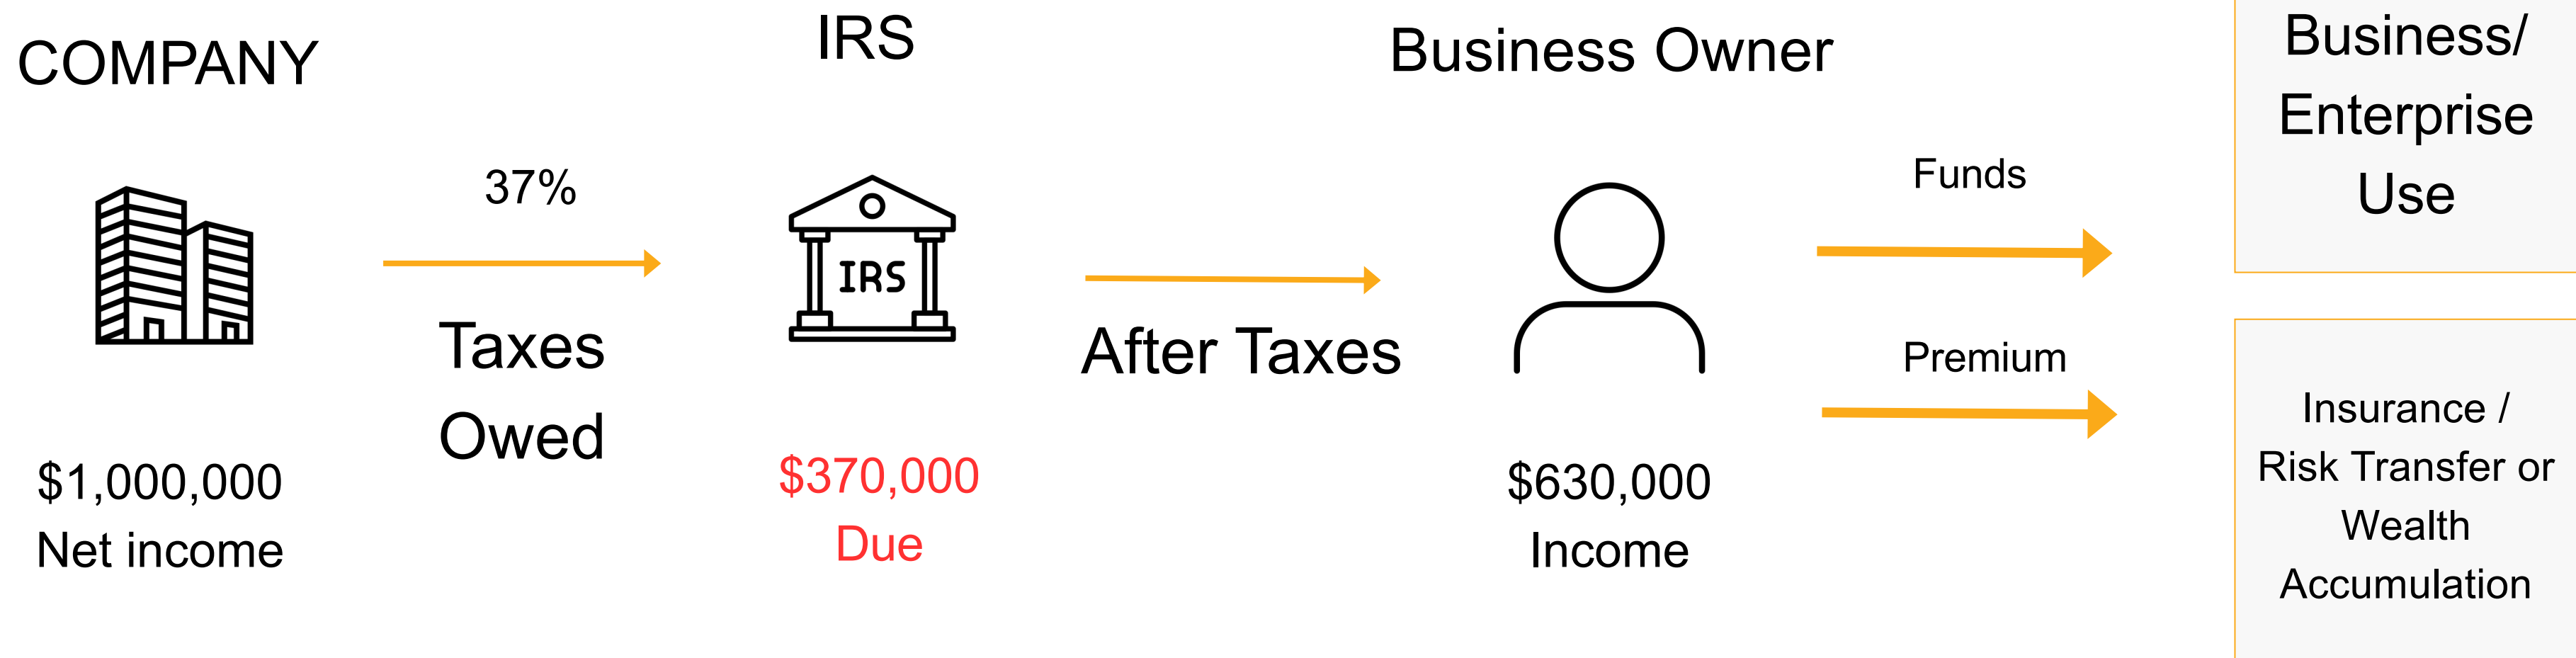 COMPANY
$1,000,000
Net income
37%
Taxes
Owed
IRS
IRS
$370,000
Due
After Taxes
Business Owner
$630,000
Income
Funds
Premium
Business/
Enterprise
Use
Insurance /
Risk Transfer or
Wealth
Accumulation